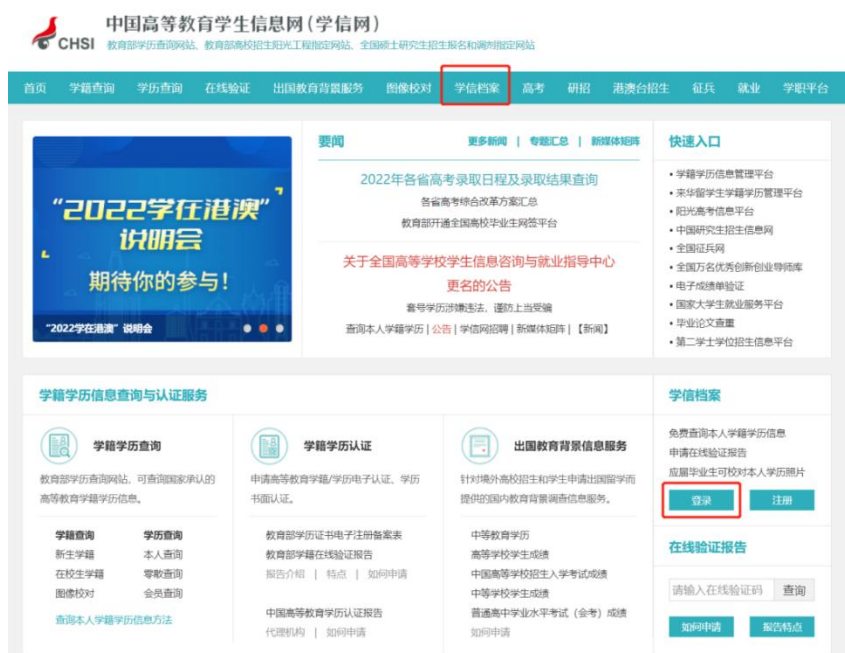 中国高等教育学生信息网(学信网)
CHSI 教育部学历查询网站、教育部高校招生阳光工程指定网站、全国硕士研究生招生报名和调剂指定网站
首页 学籍查询 学历查询 在线验证 出国教育背景服务 图像校对 学信档案 高考 研招 港澳台招生 征兵 就业 学职平台
“2022学在港澳”
说明会
期待你的参与!
“2022学在港澳”说明会
要闻 更多新闻 | 专题汇总 | 新媒体矩阵
2022年各省高考录取日程及录取结果查询
各省高考综合改革方案汇总
教育部开通全国高校毕业生网签平台
关于全国高等学校学生信息咨询与就业指导中心
更名的公告
套号学历涉嫌违法,谨防上当受骗
查询本人学籍学历 | 公告 | 学信网招聘 | 新媒体矩阵 | 【新闻】
快速入口
• 学籍学历信息管理平台
• 来华留学生学籍学历管理平台
• 阳光高考信息平台
• 中国研究生招生信息网
• 全国征兵网
• 全国万名优秀创新创业导师库
• 电子成绩单验证
• 国家大学生就业服务平台
• 毕业论文查重
• 第二学士学位招生信息平台
学籍学历信息查询与认证服务
学籍学历查询
教育部学历查询网站,可查询国家承认的
高等教育学籍学历信息。
学籍查询 学历查询
新生学籍 本人查询
在校生学籍 零散查询
图像校对 会员查询
查询本人学籍学历信息方法
学籍学历认证
申请高等教育学籍/学历电子认证、学历
书面认证。
教育部学历证书电子注册备案表
教育部学籍在线验证报告
报告介绍 | 特点 | 如何申请
中国高等教育学历认证报告
代理机构 | 如何申请
出国教育背景信息服务
针对境外高校招生和学生申请出国留学而
提供的国内教育背景调查信息服务。
中等教育学历
高等学校学生成绩
中国高等学校招生入学考试成绩
中等学校学生成绩
普通高中学业水平考试(会考)成绩
如何申请
学信档案
免费查询本人学籍学历信息
申请在线验证报告
应届毕业生可校对本人学历照片
登录 注册
在线验证报告
请输入在线验证码 查询
如何申请 报告特点